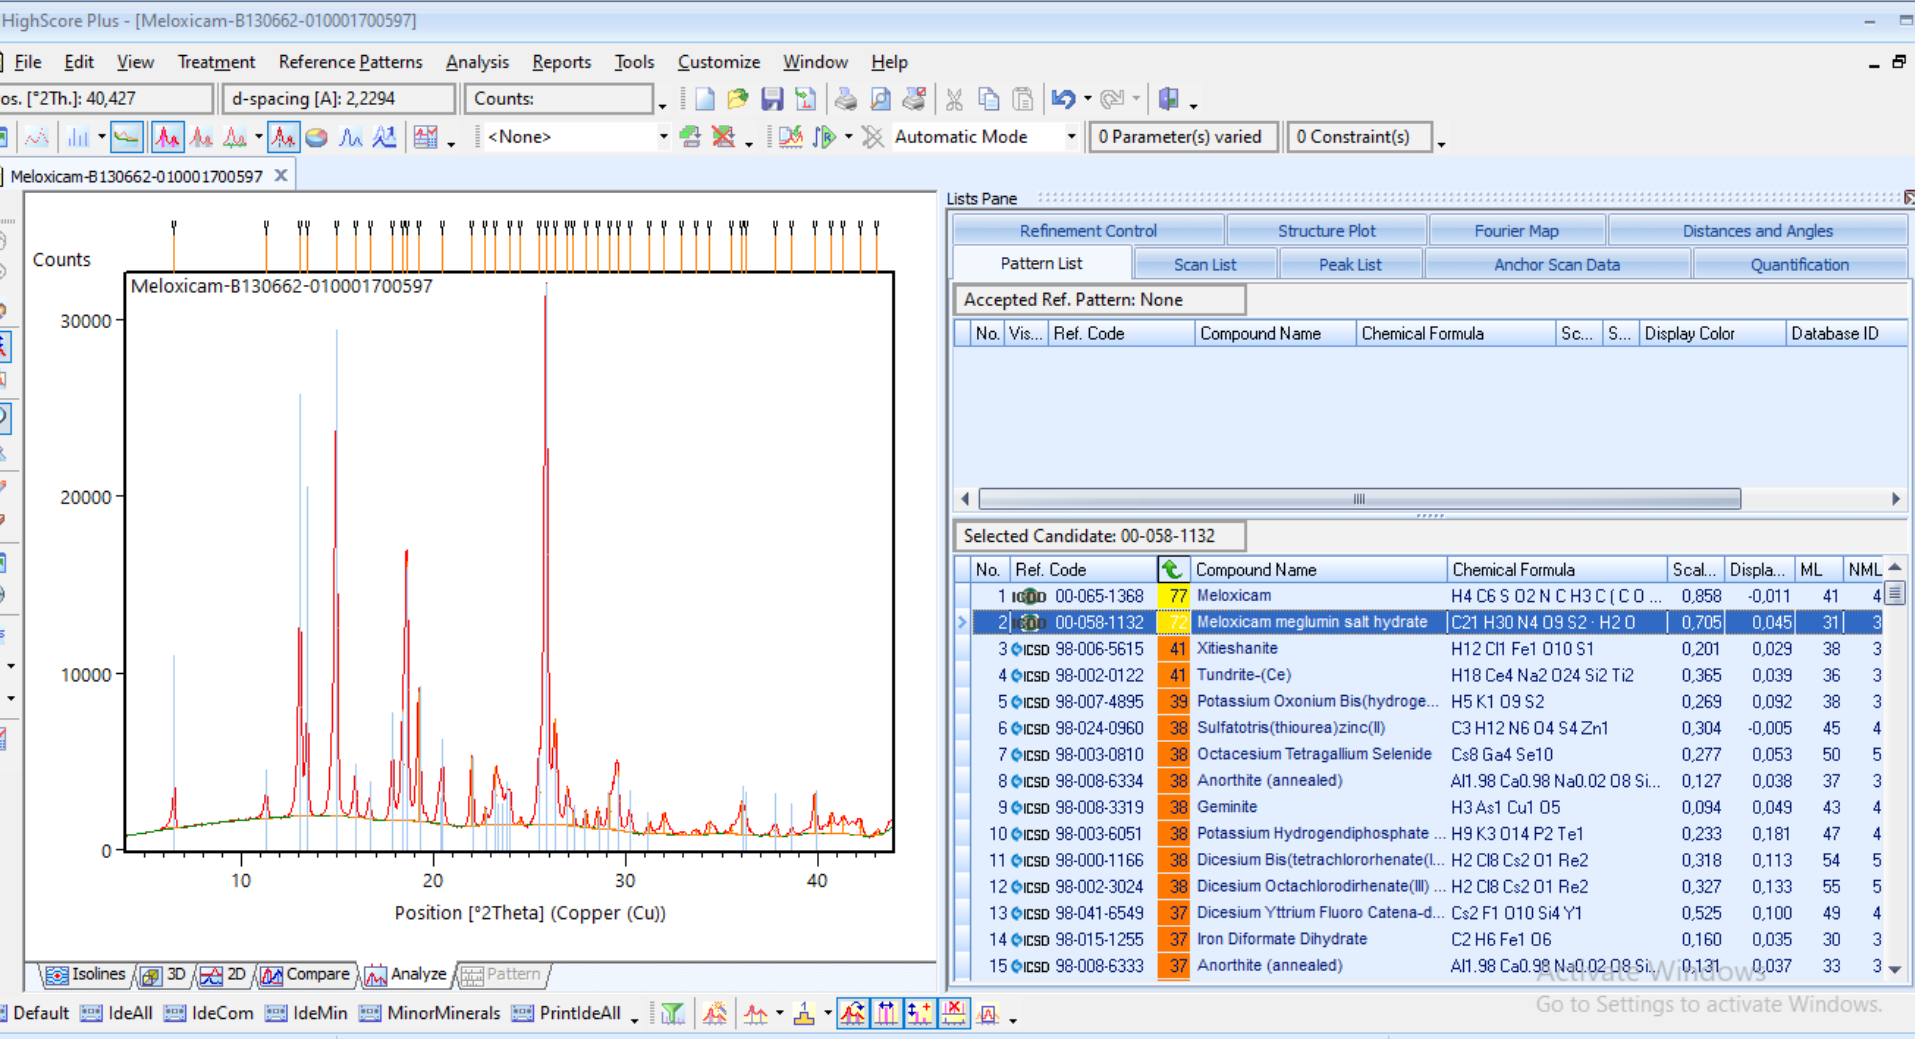 HighScore Plus - [Meloxicam-B130662-010001700597]
File Edit View Treatment Reference Patterns Analysis Reports Tools Customize Window Help
os. [°2Th.]: 40,427 d-spacing [A]: 2,2294 Counts:
<None> Automatic Mode 0 Parameter(s) varied 0 Constraint(s)
Meloxicam-B130662-010001700597
Counts
Meloxicam-B130662-010001700597
30000
20000
10000
0
10 20 30 40
Position [°2Theta] (Copper (Cu))
Isolines 3D 2D Compare Analyze Pattern
Lists Pane
Refinement Control Structure Plot Fourier Map Distances and Angles
Pattern List Scan List Peak List Anchor Scan Data Quantification
Accepted Ref. Pattern: None
No. Vis... Ref. Code Compound Name Chemical Formula Sc... S... Display Color Database ID
Selected Candidate: 00-058-1132
No. Ref. Code Compound Name Chemical Formula Scal... Displa... ML NML
1 ICDD 00-065-1368 77 Meloxicam H4 C6 S O2 N C H3 C ( C O ... 0,858 -0,011 41 4
2 ICDD 00-058-1132 72 Meloxicam meglumin salt hydrate C21 H30 N4 O9 S2 · H2 O 0,705 0,045 31 3
3 ICSD 98-006-5615 41 Xitieshanite H12 Cl1 Fe1 O10 S1 0,201 0,029 38 3
4 ICSD 98-002-0122 41 Tundrite-(Ce) H18 Ce4 Na2 O24 Si2 Ti2 0,365 0,039 36 3
5 ICSD 98-007-4895 39 Potassium Oxonium Bis(hydroge... H5 K1 O9 S2 0,269 0,092 38 3
6 ICSD 98-024-0960 38 Sulfatotris(thiourea)zinc(II) C3 H12 N6 O4 S4 Zn1 0,304 -0,005 45 4
7 ICSD 98-003-0810 38 Octacesium Tetragallium Selenide Cs8 Ga4 Se10 0,277 0,053 50 5
8 ICSD 98-008-6334 38 Anorthite (annealed) Al1.98 Ca0.98 Na0.02 O8 Si... 0,127 0,038 37 3
9 ICSD 98-008-3319 38 Geminite H3 As1 Cu1 O5 0,094 0,049 43 4
10 ICSD 98-003-6051 38 Potassium Hydrogendiphosphate ... H9 K3 O14 P2 Te1 0,233 0,181 47 4
11 ICSD 98-000-1166 38 Dicesium Bis(tetrachlororhenate(I... H2 Cl8 Cs2 O1 Re2 0,318 0,113 54 5
12 ICSD 98-002-3024 38 Dicesium Octachlorodirhenate(III) ... H2 Cl8 Cs2 O1 Re2 0,327 0,133 55 5
13 ICSD 98-041-6549 37 Dicesium Yttrium Fluoro Catena-d... Cs2 F1 O10 Si4 Y1 0,525 0,100 49 4
14 ICSD 98-015-1255 37 Iron Diformate Dihydrate C2 H6 Fe1 O6 0,160 0,035 30 3
15 ICSD 98-008-6333 37 Anorthite (annealed) Al1.98 Ca0.98 Na0.02 O8 Si... 0,131 0,037 33 3
Activate Windows
Go to Settings to activate Windows.
Default IdeAll IdeCom IdeMin MinorMinerals PrintIdeAll